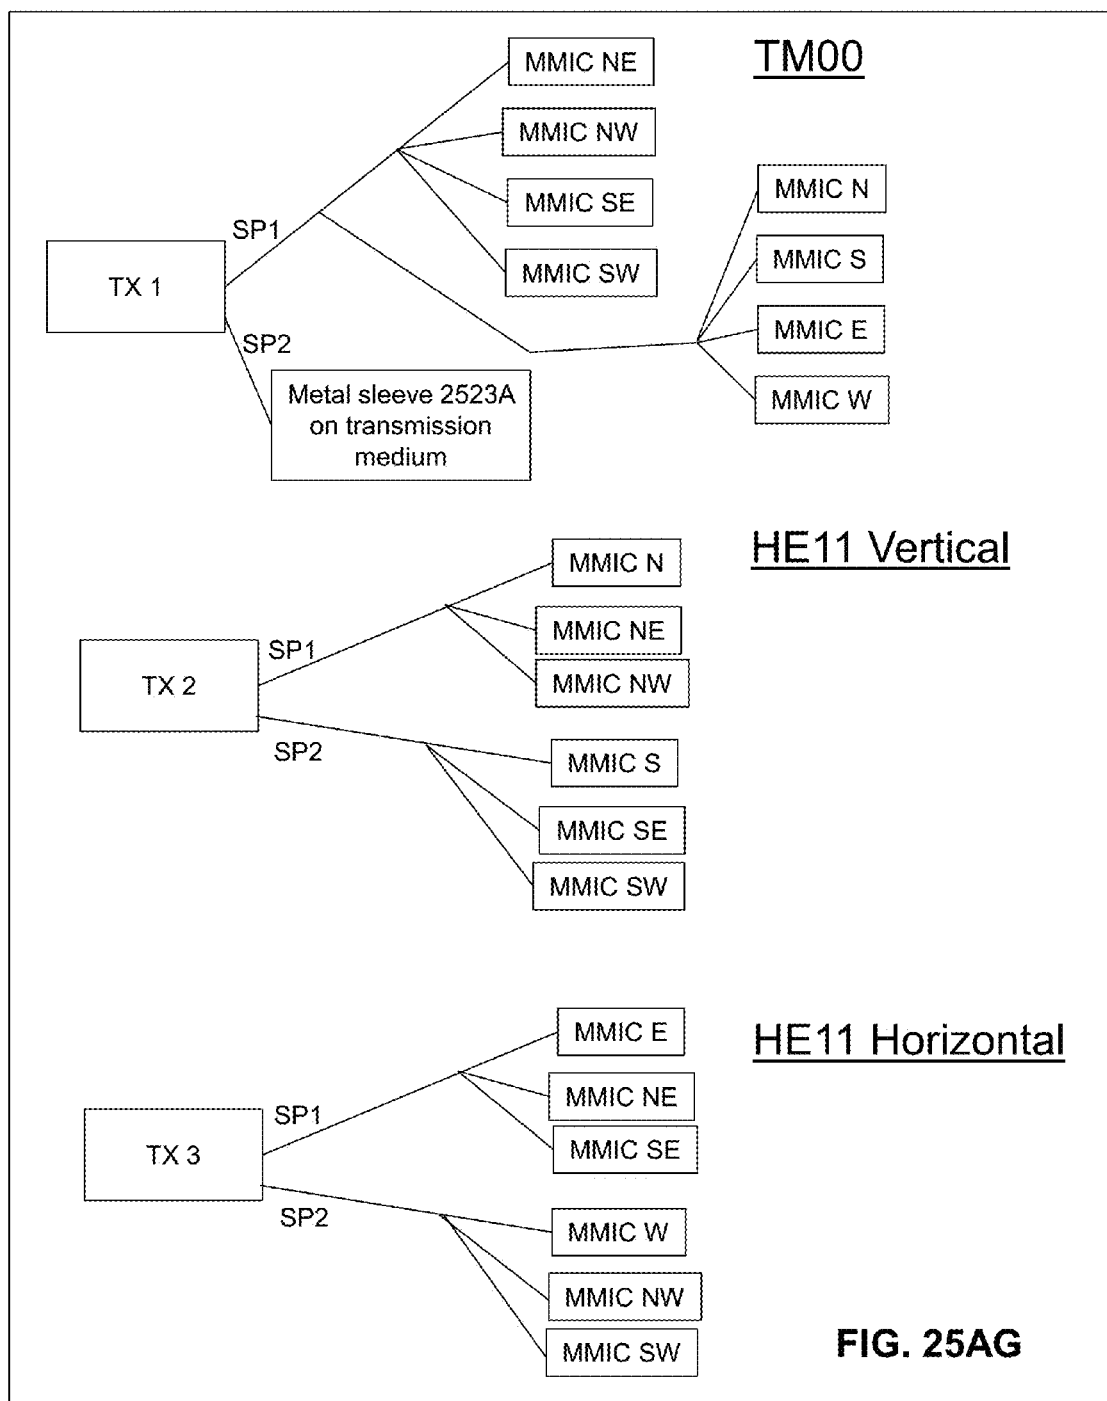 TM00
MMIC NE
MMIC NW
MMIC SE
MMIC SW
MMIC N
MMIC S
MMIC E
MMIC W
SP1
TX 1
SP2
Metal sleeve 2523A
on transmission
medium
HE11 Vertical
MMIC N
MMIC NE
MMIC NW
SP1
TX 2
SP2
MMIC S
MMIC SE
MMIC SW
HE11 Horizontal
MMIC E
MMIC NE
MMIC SE
SP1
TX 3
SP2
MMIC W
MMIC NW
MMIC SW
FIG. 25AG